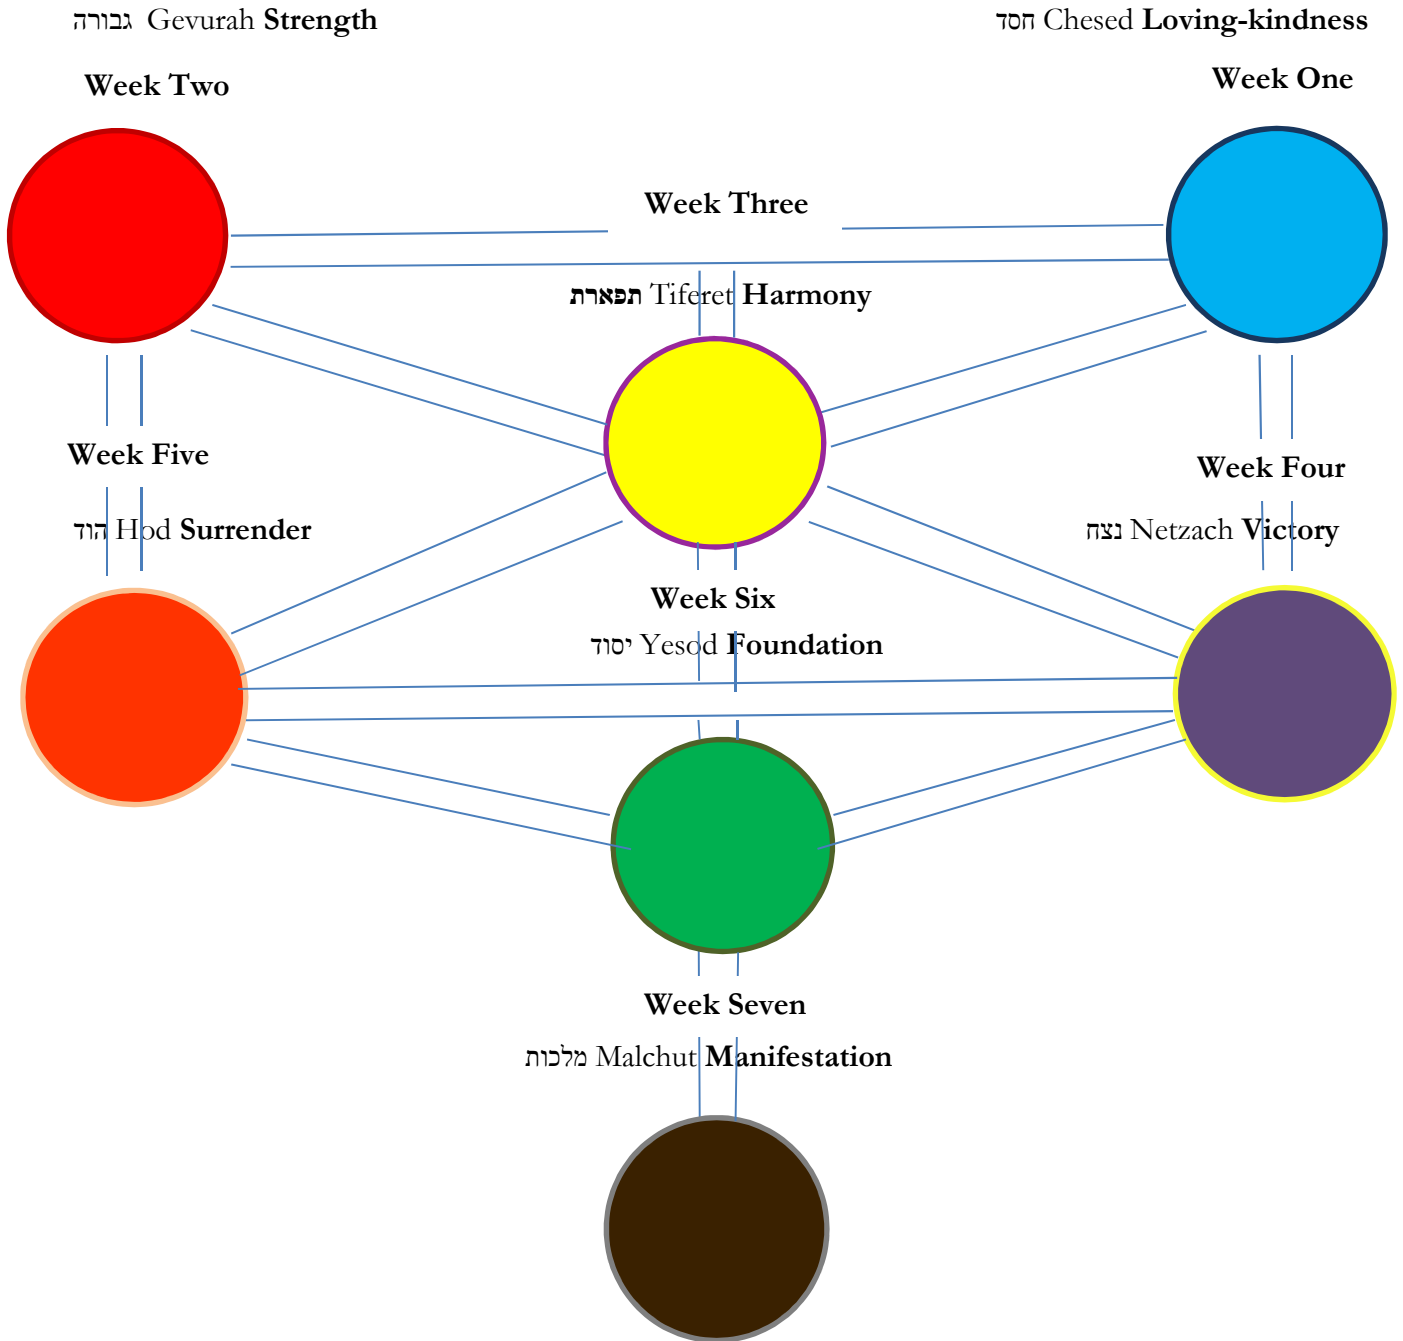 גבורה Gevurah Strength
חסד Chesed Loving-kindness
Week Two
Week One
Week Three
תפארת Tiferet Harmony
Week Five
Week Four
הוד Hod Surrender
נצח Netzach Victory
Week Six
יסוד Yesod Foundation
Week Seven
מלכות Malchut Manifestation